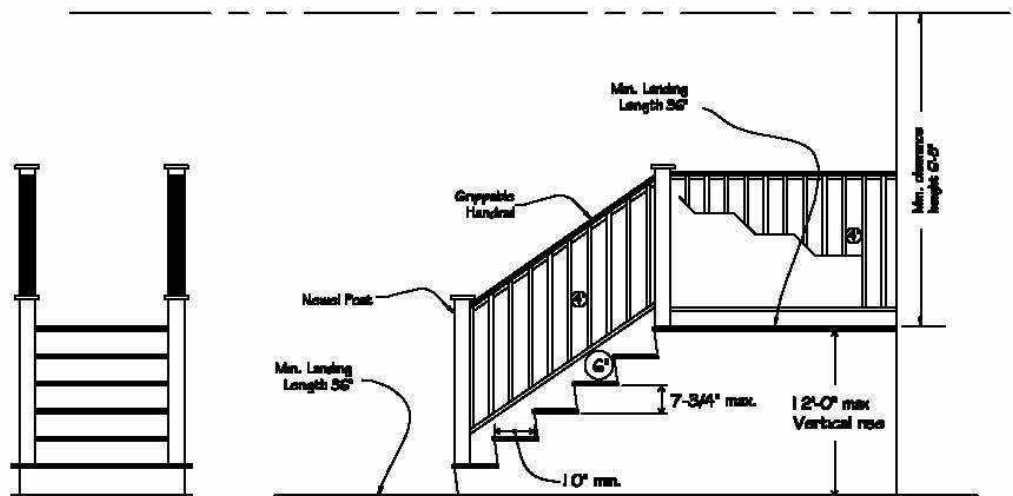 Min. Landing
Length 36"
Min. clearance
height 6'-8"
Grippable
Handrail
4"
4"
Newel Post
Min. Landing
Length 36"
6"
7-3/4" max.
12'-0" max
Vertical rise
10" min.